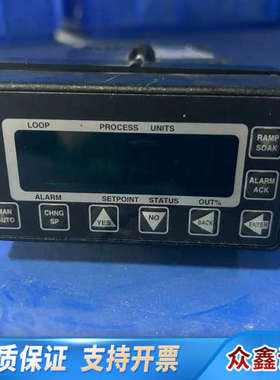 LOOP PROCESS UNITS
RAMP
SOAK
ALARM SETPOINT STATUS OUT%
ALARM
ACK
MAN
AUTO
CHNG
SP
YES
NO
BACK
ENTER
质保证 支持开票
众鑫